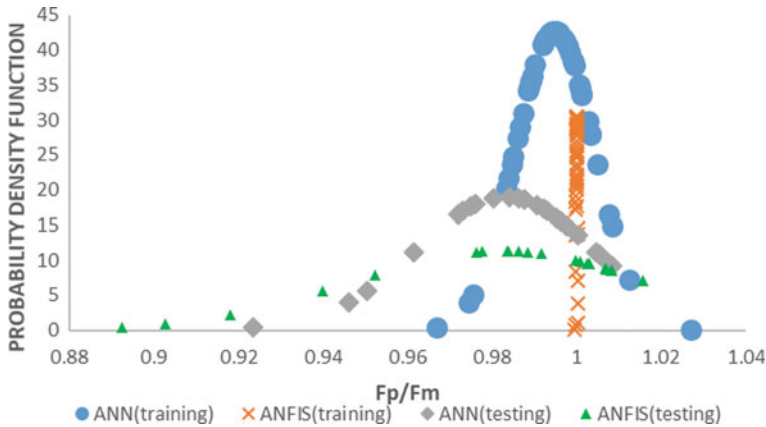 PROBABILITY DENSITY FUNCTION
45
40
35
30
25
20
15
10
5
0
0.88 0.9 0.92 0.94 0.96 0.98 1 1.02 1.04
Fp/Fm
ANN(training) ANFIS(training) ANN(testing) ANFIS(testing)